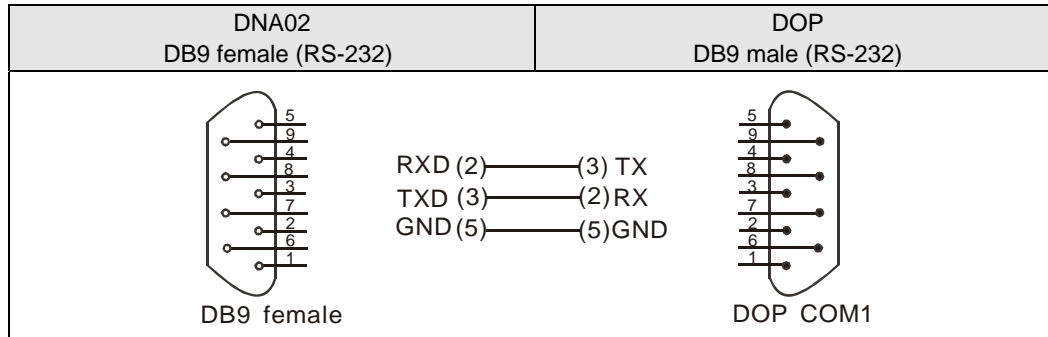 DNA02
DB9 female (RS-232)
DOP
DB9 male (RS-232)
5
9
4
8
3
7
2
6
1
RXD (2) (3) TX
TXD (3) (2) RX
GND (5) (5) GND
5
9
4
8
3
7
2
6
1
DB9 female
DOP COM1